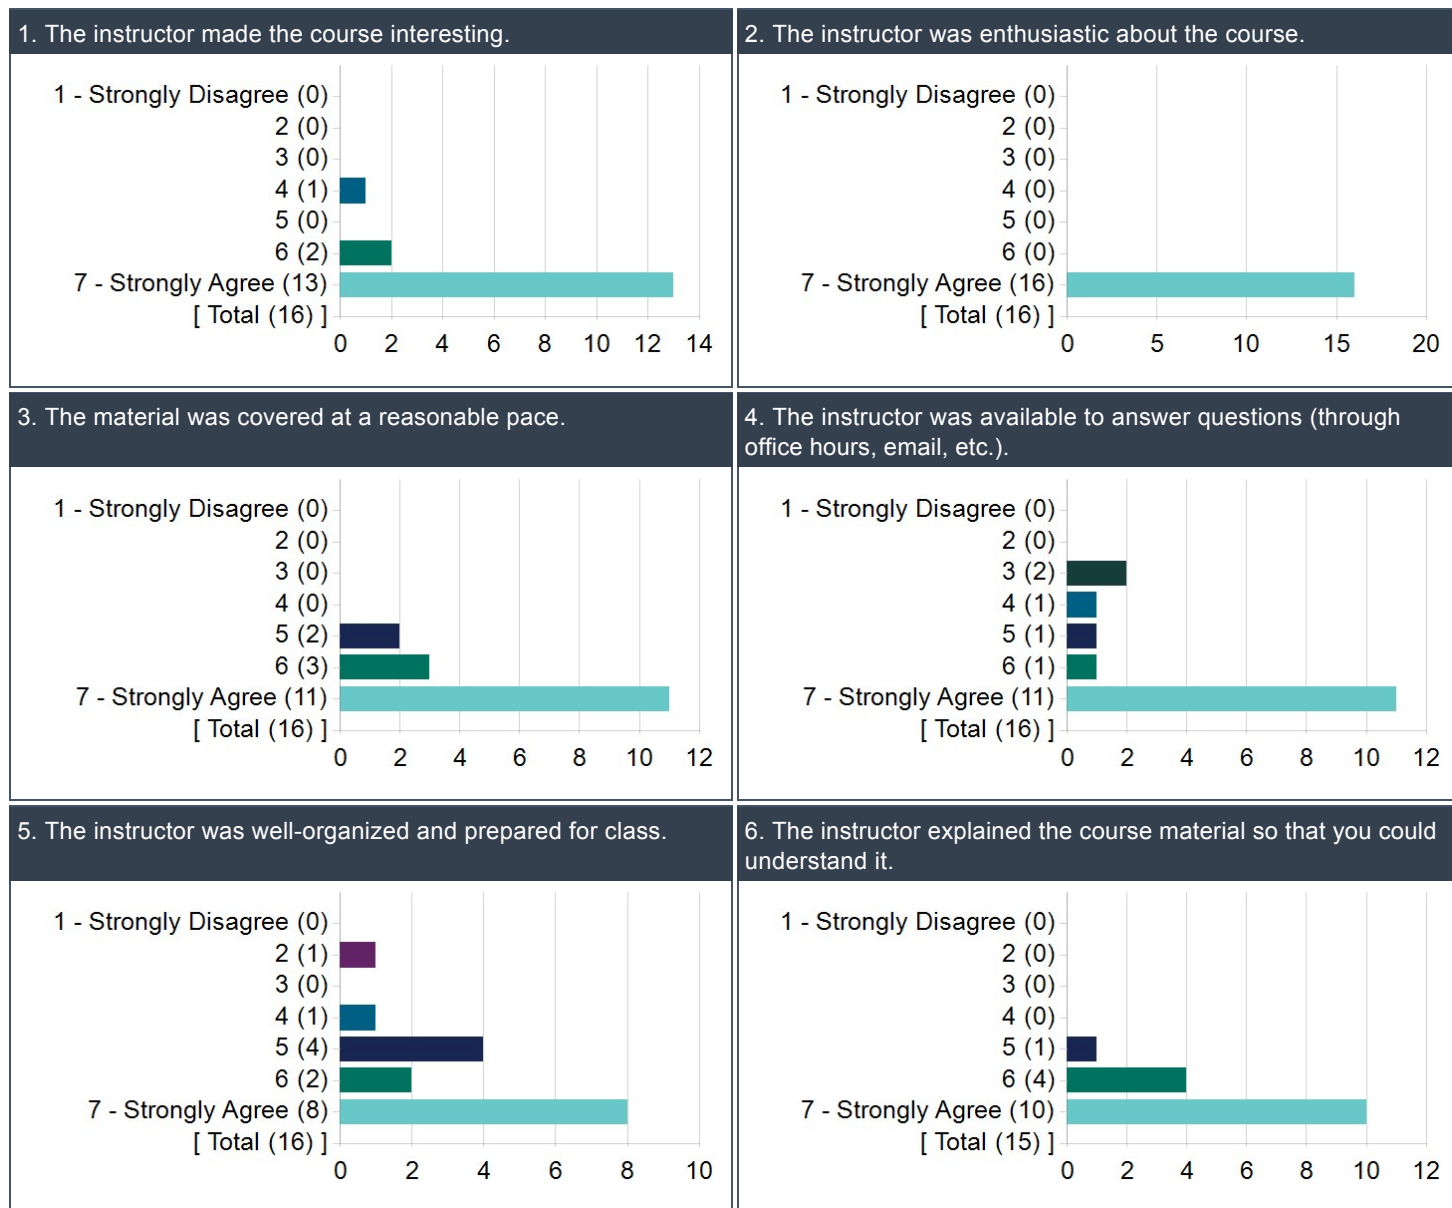 1. The instructor made the course interesting.
1 - Strongly Disagree (0)
2 (0)
3 (0)
4 (1)
5 (0)
6 (2)
7 - Strongly Agree (13)
[ Total (16) ]
0 2 4 6 8 10 12 14
2. The instructor was enthusiastic about the course.
1 - Strongly Disagree (0)
2 (0)
3 (0)
4 (0)
5 (0)
6 (0)
7 - Strongly Agree (16)
[ Total (16) ]
0 5 10 15 20
3. The material was covered at a reasonable pace.
1 - Strongly Disagree (0)
2 (0)
3 (0)
4 (0)
5 (2)
6 (3)
7 - Strongly Agree (11)
[ Total (16) ]
0 2 4 6 8 10 12
4. The instructor was available to answer questions (through
office hours, email, etc.).
1 - Strongly Disagree (0)
2 (0)
3 (2)
4 (1)
5 (1)
6 (1)
7 - Strongly Agree (11)
[ Total (16) ]
0 2 4 6 8 10 12
5. The instructor was well-organized and prepared for class.
1 - Strongly Disagree (0)
2 (1)
3 (0)
4 (1)
5 (4)
6 (2)
7 - Strongly Agree (8)
[ Total (16) ]
0 2 4 6 8 10
6. The instructor explained the course material so that you could
understand it.
1 - Strongly Disagree (0)
2 (0)
3 (0)
4 (0)
5 (1)
6 (4)
7 - Strongly Agree (10)
[ Total (15) ]
0 2 4 6 8 10 12